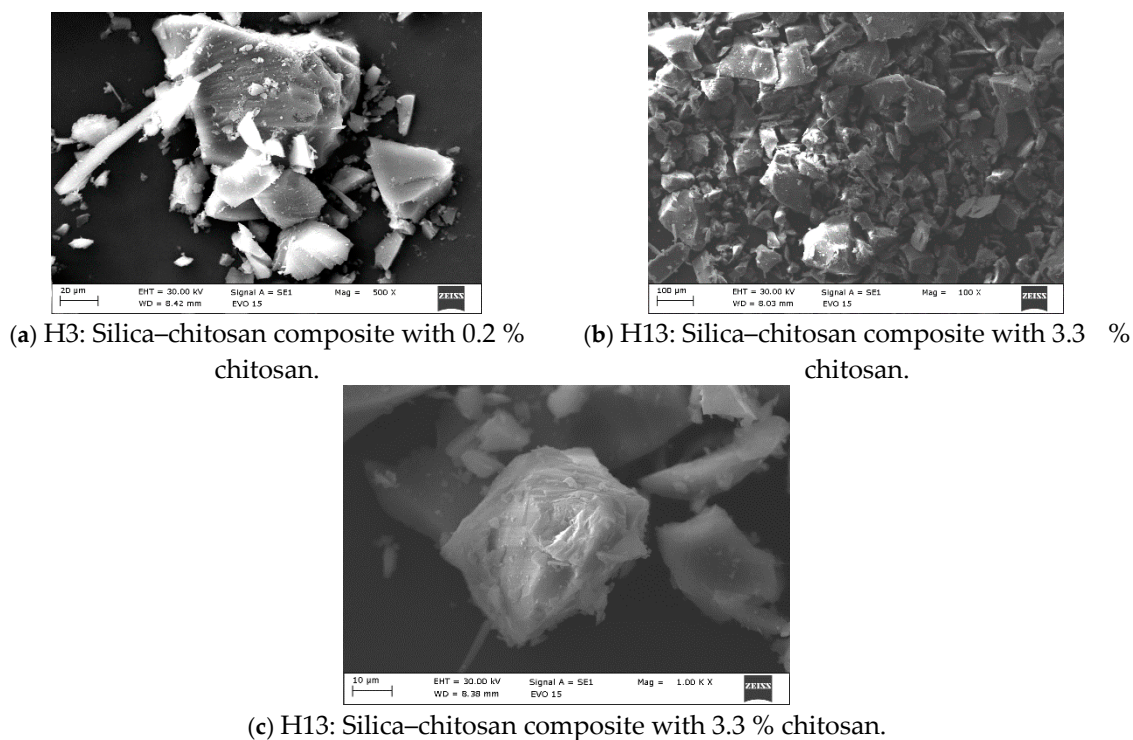 20 µm EHT = 30.00 kV Signal A = SE1 Mag = 500 X ZEISS
WD = 8.42 mm EVO 15
100 µm EHT = 30.00 kV Signal A = SE1 Mag = 100 X ZEISS
WD = 8.03 mm EVO 15
(a) H3: Silica–chitosan composite with 0.2 %
chitosan.
(b) H13: Silica–chitosan composite with 3.3 %
chitosan.
10 µm EHT = 30.00 kV Signal A = SE1 Mag = 1.00 K X ZEISS
WD = 8.38 mm EVO 15
(c) H13: Silica–chitosan composite with 3.3 % chitosan.